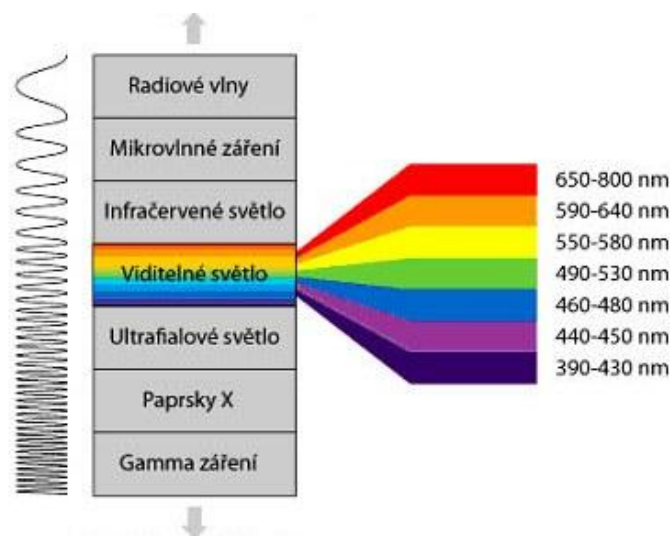 Radiové vlny
Mikrovlnné záření
Infračervené světlo
Viditelné světlo
Ultrafialové světlo
Paprsky X
Gamma záření
650-800 nm
590-640 nm
550-580 nm
490-530 nm
460-480 nm
440-450 nm
390-430 nm